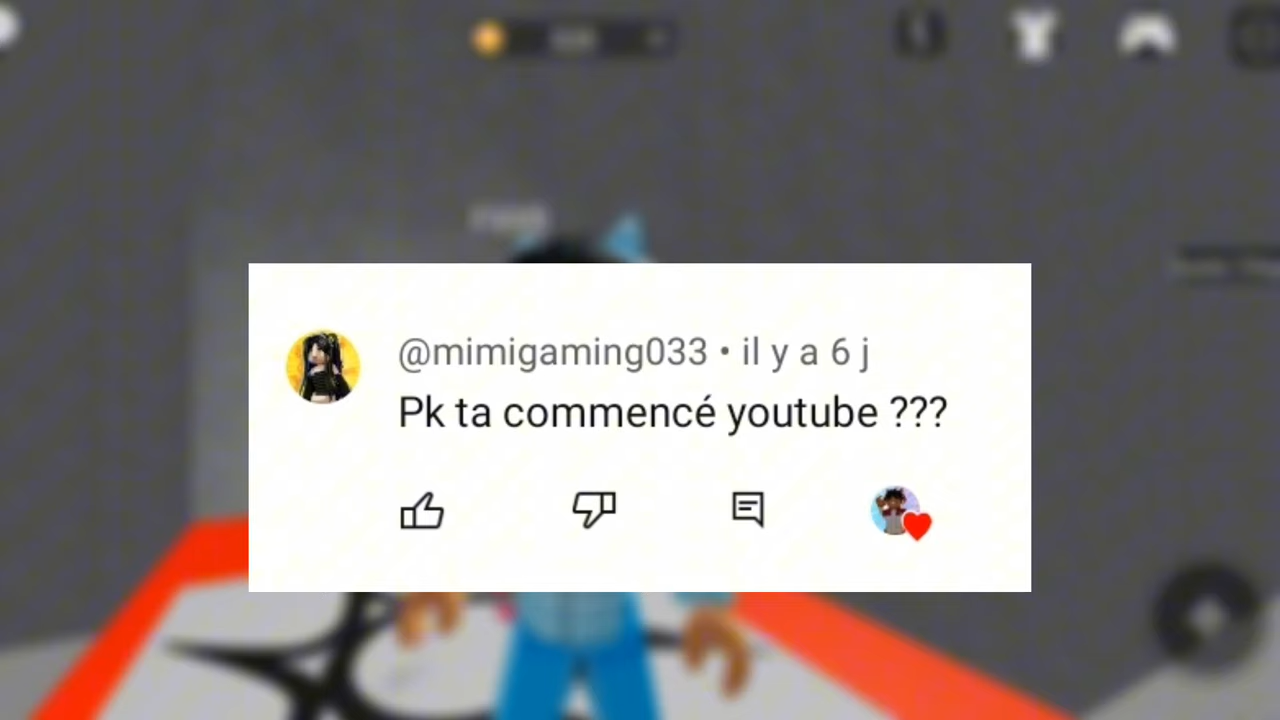 @mimigaming033 • il y a 6 j
Pk ta commencé youtube ???